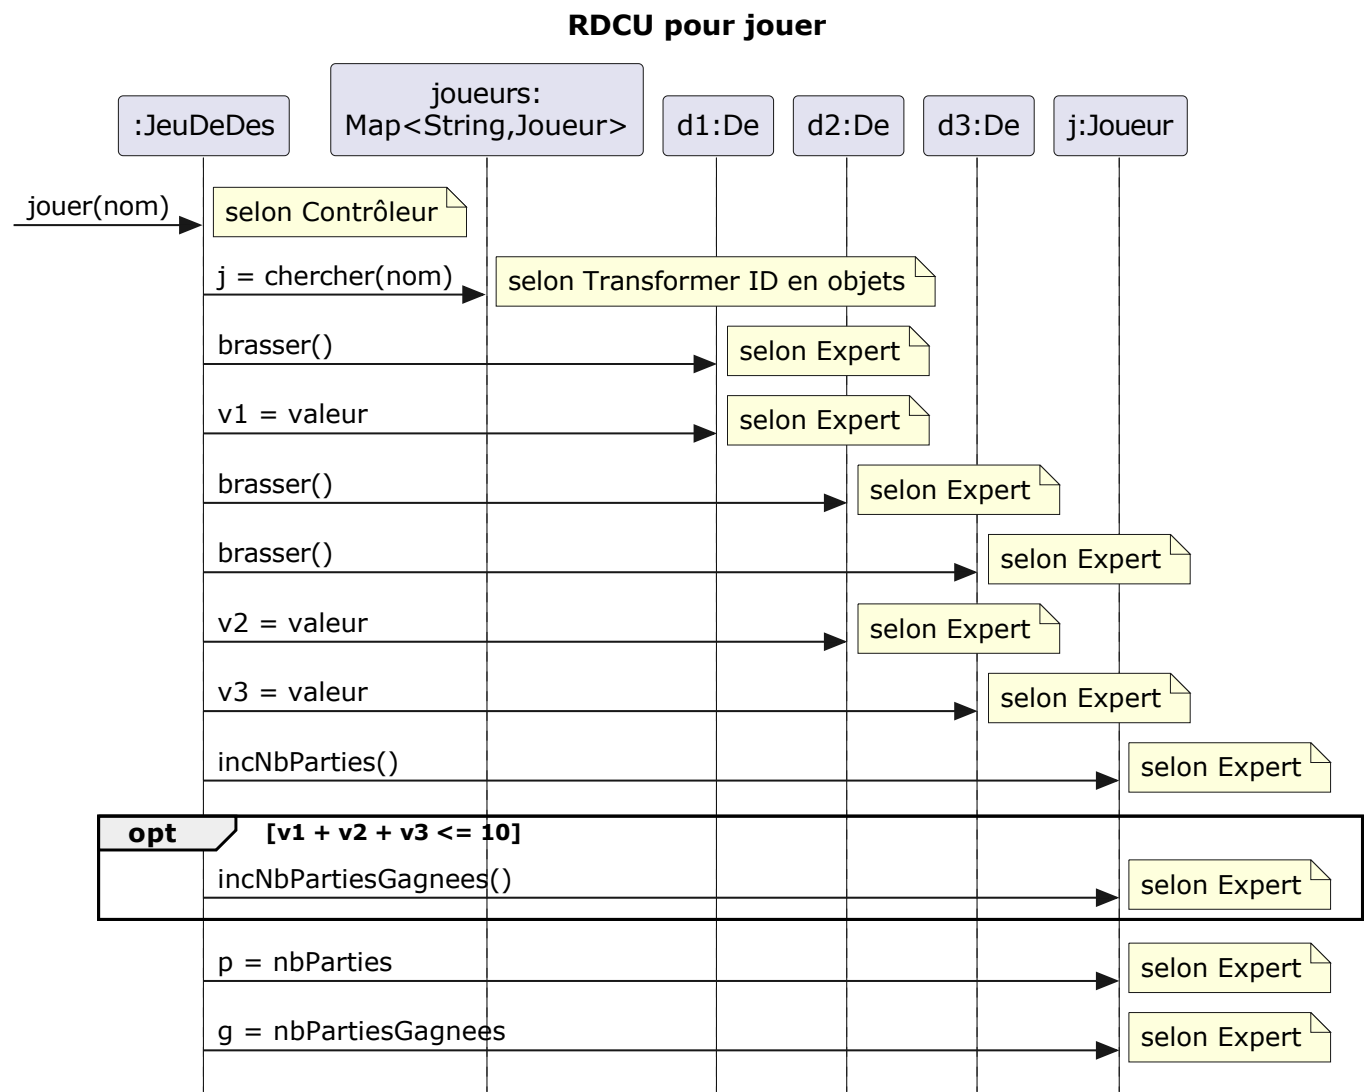 RDCU pour jouer
:JeuDeDes
joueurs:
Map<String,Joueur>
d1:De
d2:De
d3:De
j:Joueur
jouer(nom)
selon Contrôleur
j = chercher(nom)
selon Transformer ID en objets
brasser()
selon Expert
v1 = valeur
selon Expert
brasser()
selon Expert
brasser()
selon Expert
v2 = valeur
selon Expert
v3 = valeur
selon Expert
incNbParties()
selon Expert
opt
[v1 + v2 + v3 <= 10]
incNbPartiesGagnees()
selon Expert
p = nbParties
selon Expert
g = nbPartiesGagnees
selon Expert